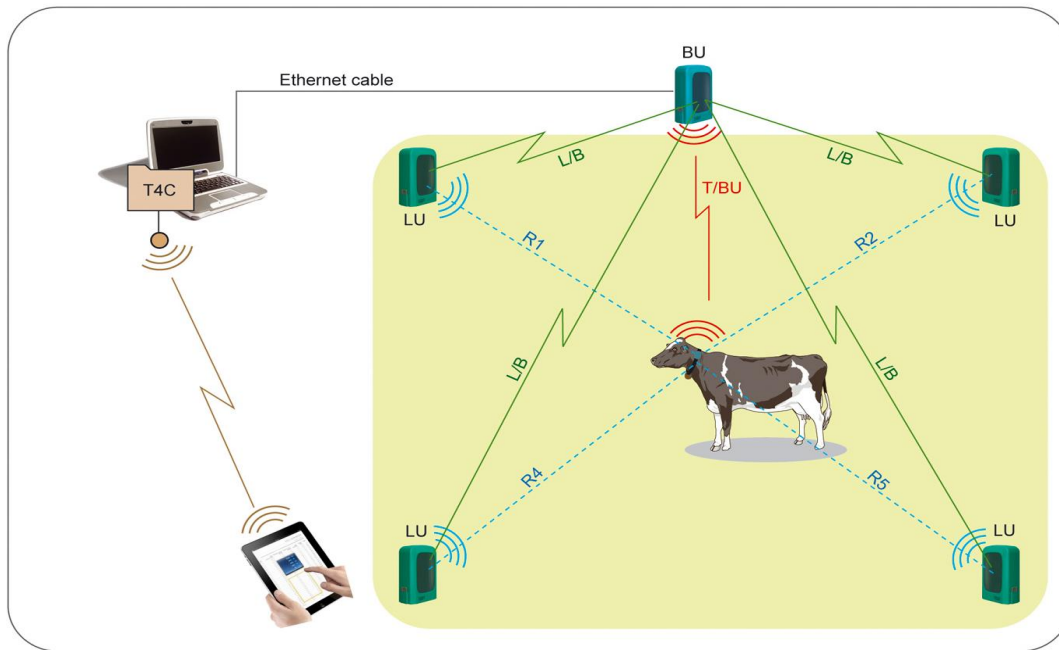 BU
Ethernet cable
L/B
L/B
T4C
T/BU
LU
LU
R1
R2
L/B
L/B
R4
R5
LU
LU